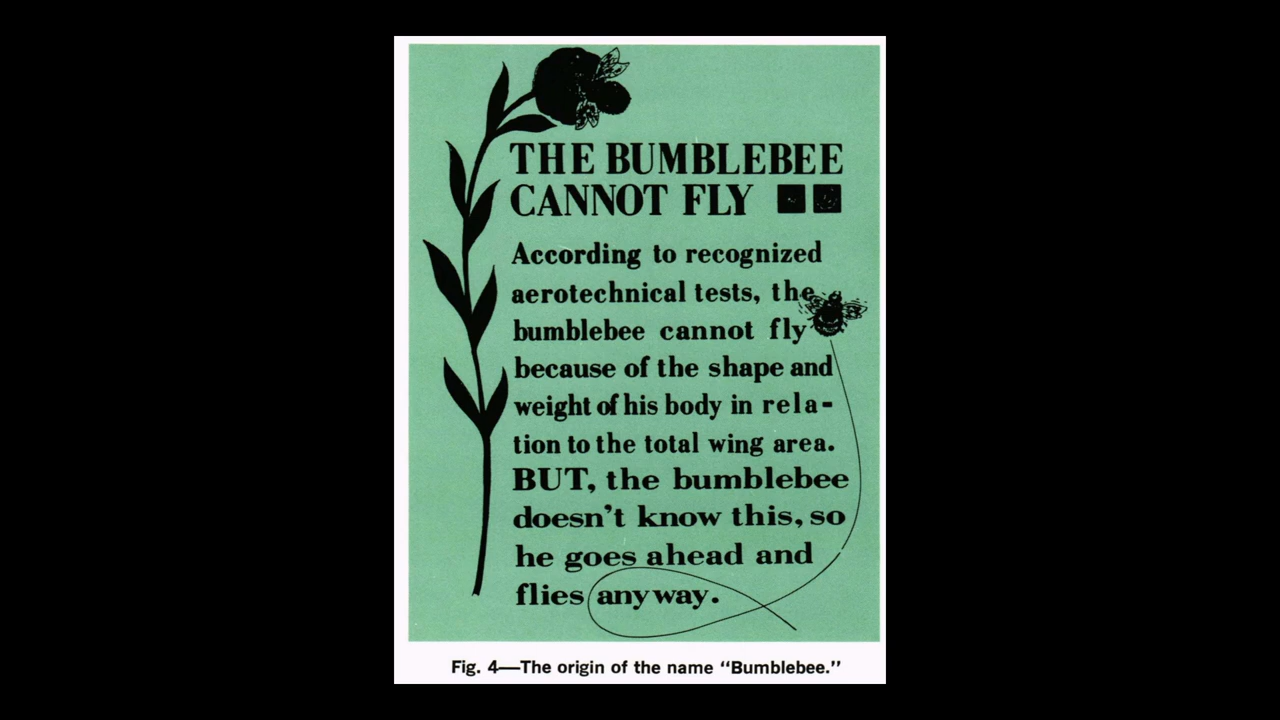 THE BUMBLEBEE
CANNOT FLY
According to recognized
aerotechnical tests, the
bumblebee cannot fly
because of the shape and
weight of his body in rela-
tion to the total wing area.
BUT, the bumblebee
doesn't know this, so
he goes ahead and
flies anyway.
Fig. 4—The origin of the name "Bumblebee."